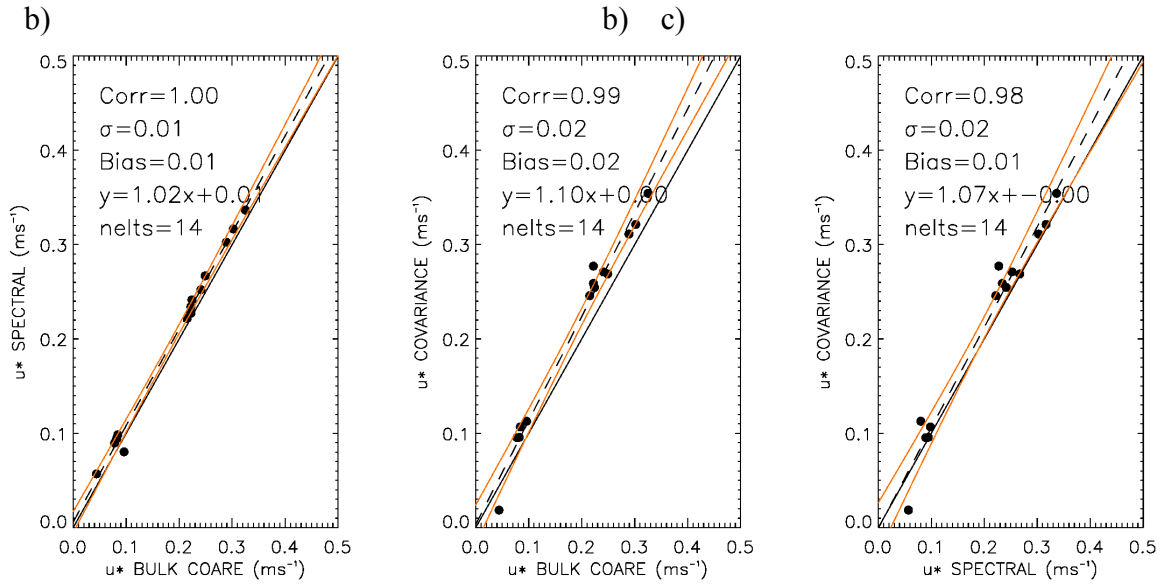 b)
b) c)
0.5
0.4
0.3
0.2
0.1
0.0
u* SPECTRAL (ms⁻¹)
Corr=1.00
σ=0.01
Bias=0.01
y=1.02x+0.01
nelts=14
0.0 0.1 0.2 0.3 0.4 0.5
u* BULK COARE (ms⁻¹)
0.5
0.4
0.3
0.2
0.1
0.0
u* COVARIANCE (ms⁻¹)
Corr=0.99
σ=0.02
Bias=0.02
y=1.10x+0.00
nelts=14
0.0 0.1 0.2 0.3 0.4 0.5
u* BULK COARE (ms⁻¹)
0.5
0.4
0.3
0.2
0.1
0.0
u* COVARIANCE (ms⁻¹)
Corr=0.98
σ=0.02
Bias=0.01
y=1.07x+−0.00
nelts=14
0.0 0.1 0.2 0.3 0.4 0.5
u* SPECTRAL (ms⁻¹)